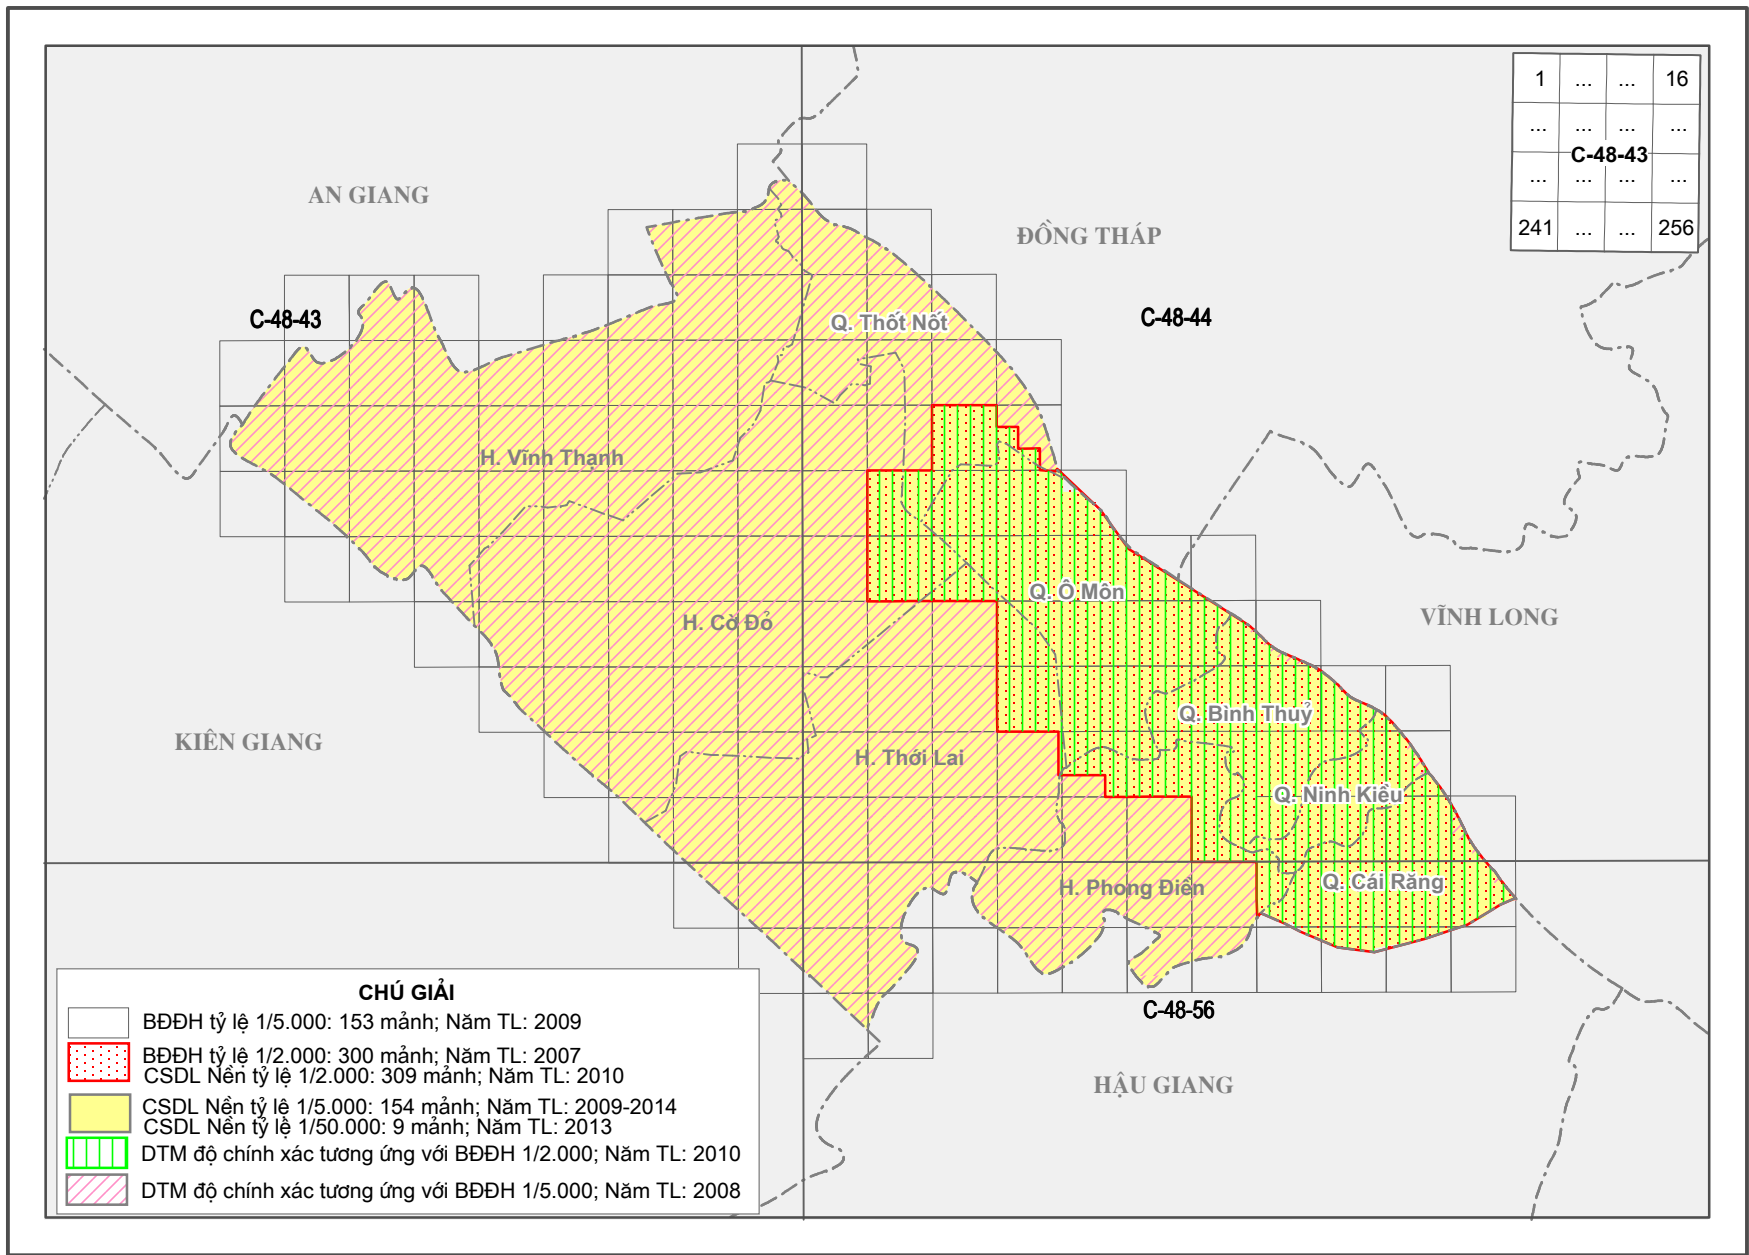 1 ... ... 16
... ... ... ...
C-48-43
... ... ... ...
241 ... ... 256
AN GIANG
ĐỒNG THÁP
C-48-43
C-48-44
Q. Thốt Nốt
H. Vĩnh Thạnh
Q. Ô Môn
H. Cờ Đỏ
VĨNH LONG
Q. Bình Thuỷ
KIÊN GIANG
H. Thới Lai
Q. Ninh Kiều
H. Phong Điền
Q. Cái Răng
C-48-56
HẬU GIANG
CHÚ GIẢI
BĐĐH tỷ lệ 1/5.000: 153 mảnh; Năm TL: 2009
BĐĐH tỷ lệ 1/2.000: 300 mảnh; Năm TL: 2007
CSDL Nền tỷ lệ 1/2.000: 309 mảnh; Năm TL: 2010
CSDL Nền tỷ lệ 1/5.000: 154 mảnh; Năm TL: 2009-2014
CSDL Nền tỷ lệ 1/50.000: 9 mảnh; Năm TL: 2013
DTM độ chính xác tương ứng với BĐĐH 1/2.000; Năm TL: 2010
DTM độ chính xác tương ứng với BĐĐH 1/5.000; Năm TL: 2008